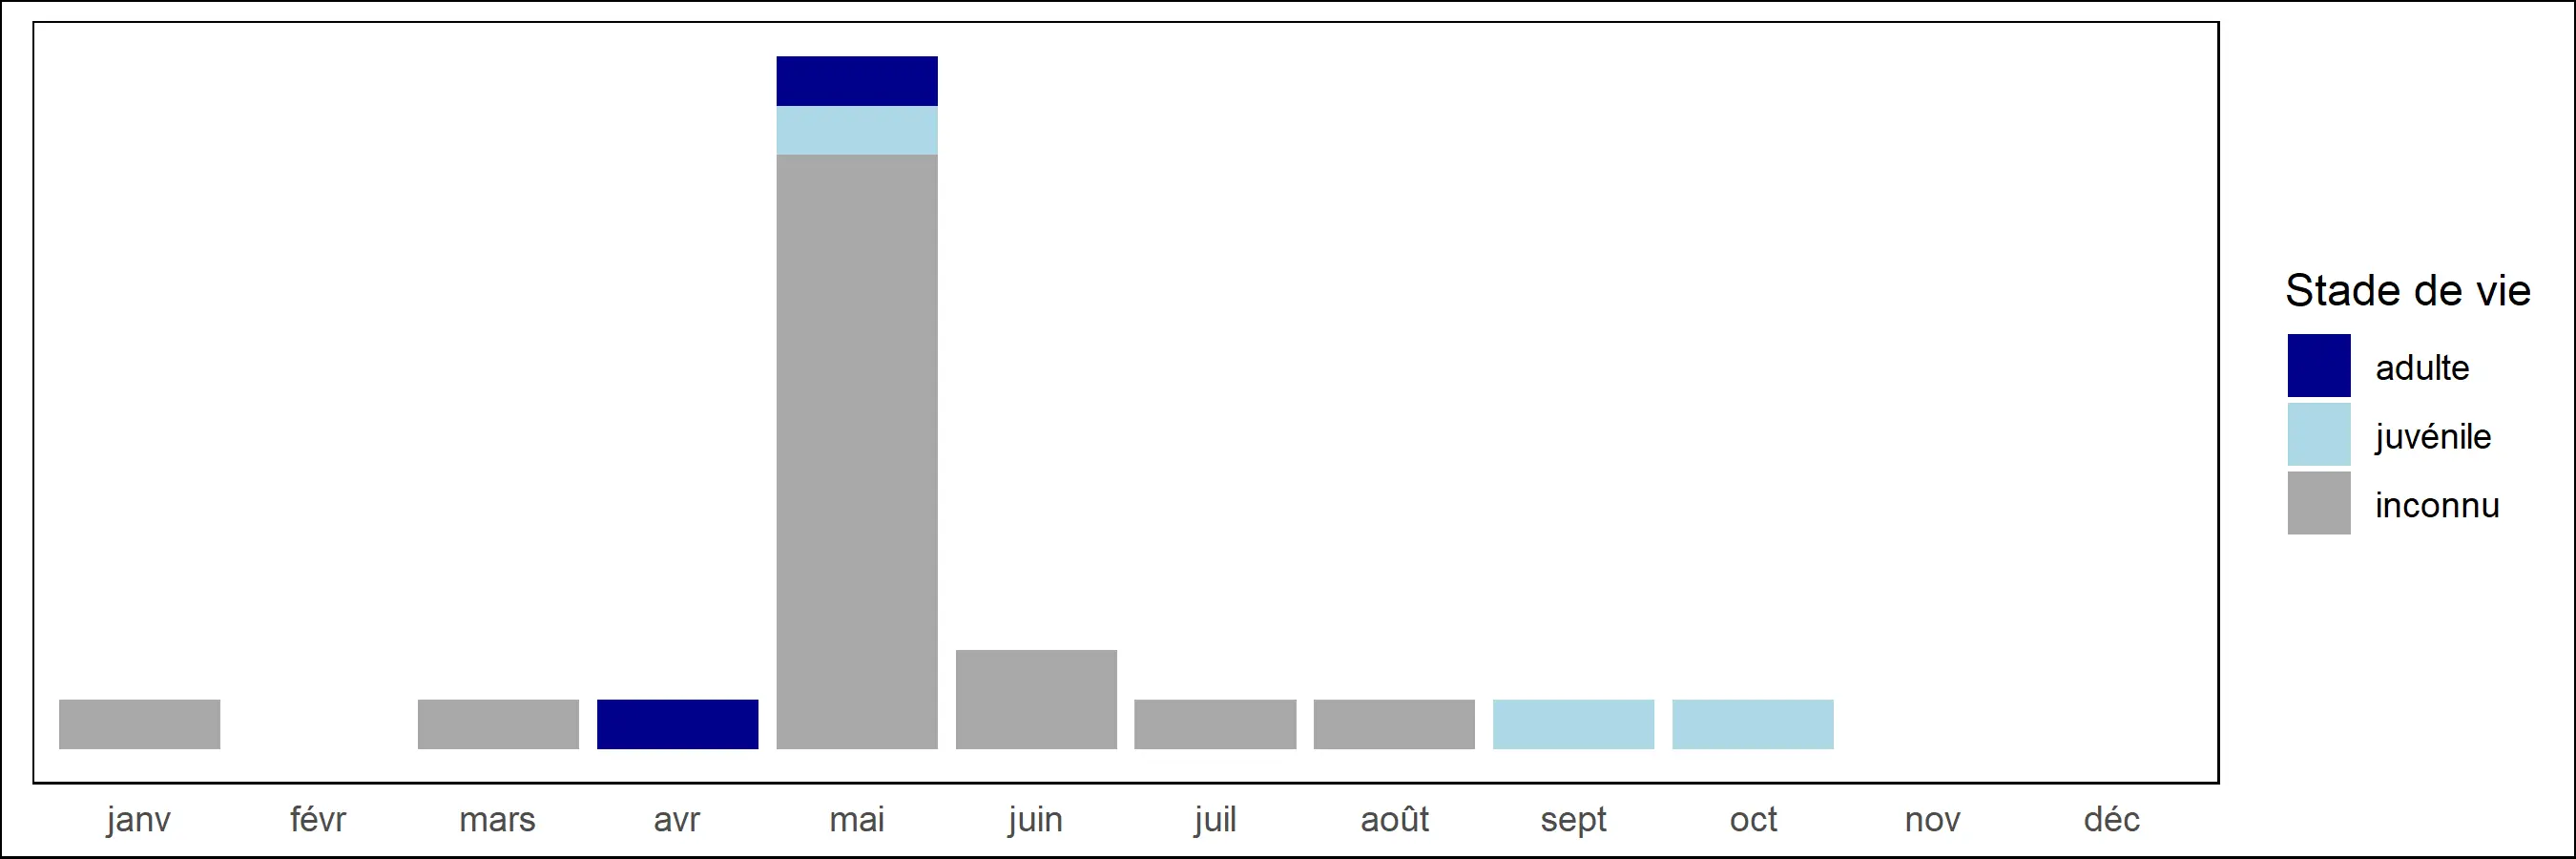 Stade de vie
adulte
juvénile
inconnu
janv févr mars avr mai juin juil août sept oct nov déc